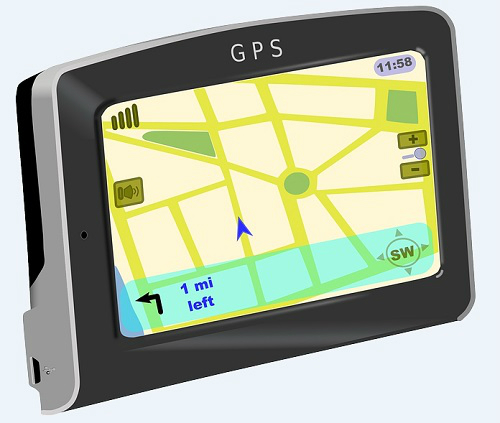 GPS
11:58
+
-
SW
1 mi
left